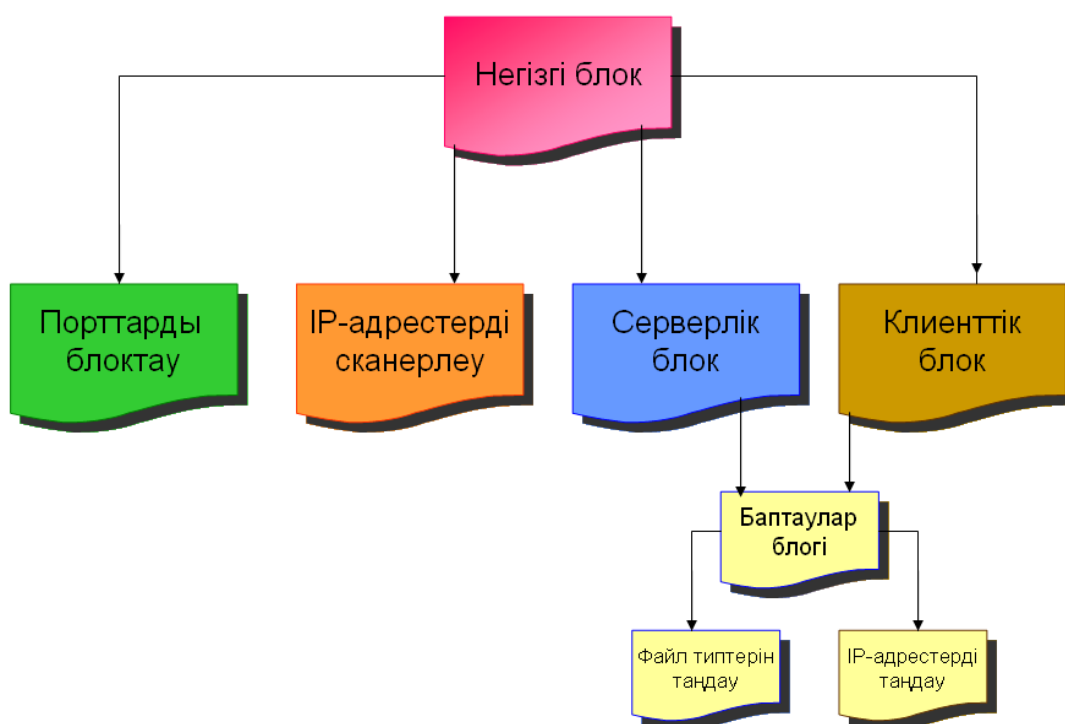 Негізгі блок
Порттарды
блоктау
IP-адрестерді
сканерлеу
Серверлік
блок
Клиенттік
блок
Баптаулар
блогі
Файл типтерін
таңдау
IP-адрестерді
таңдау